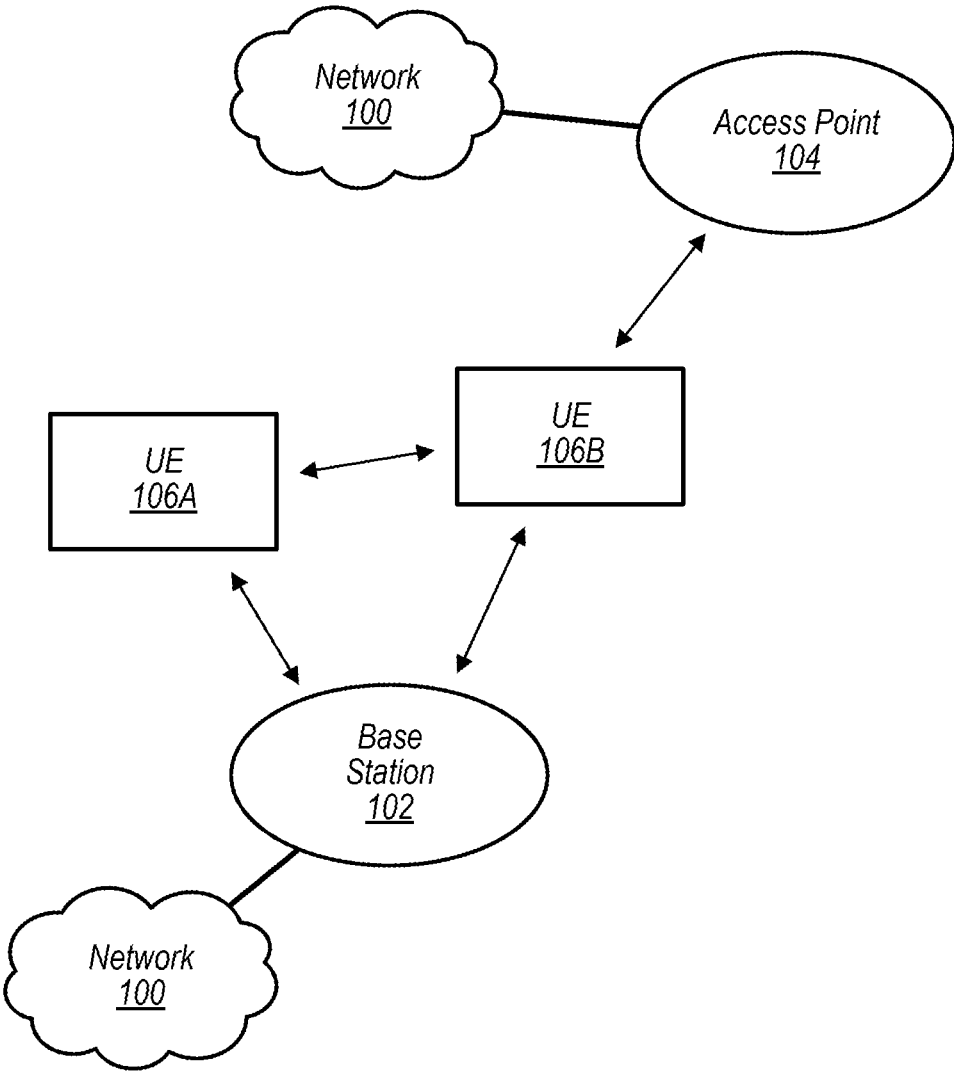 Network
100
Access Point
104
UE
106B
UE
106A
Base
Station
102
Network
100